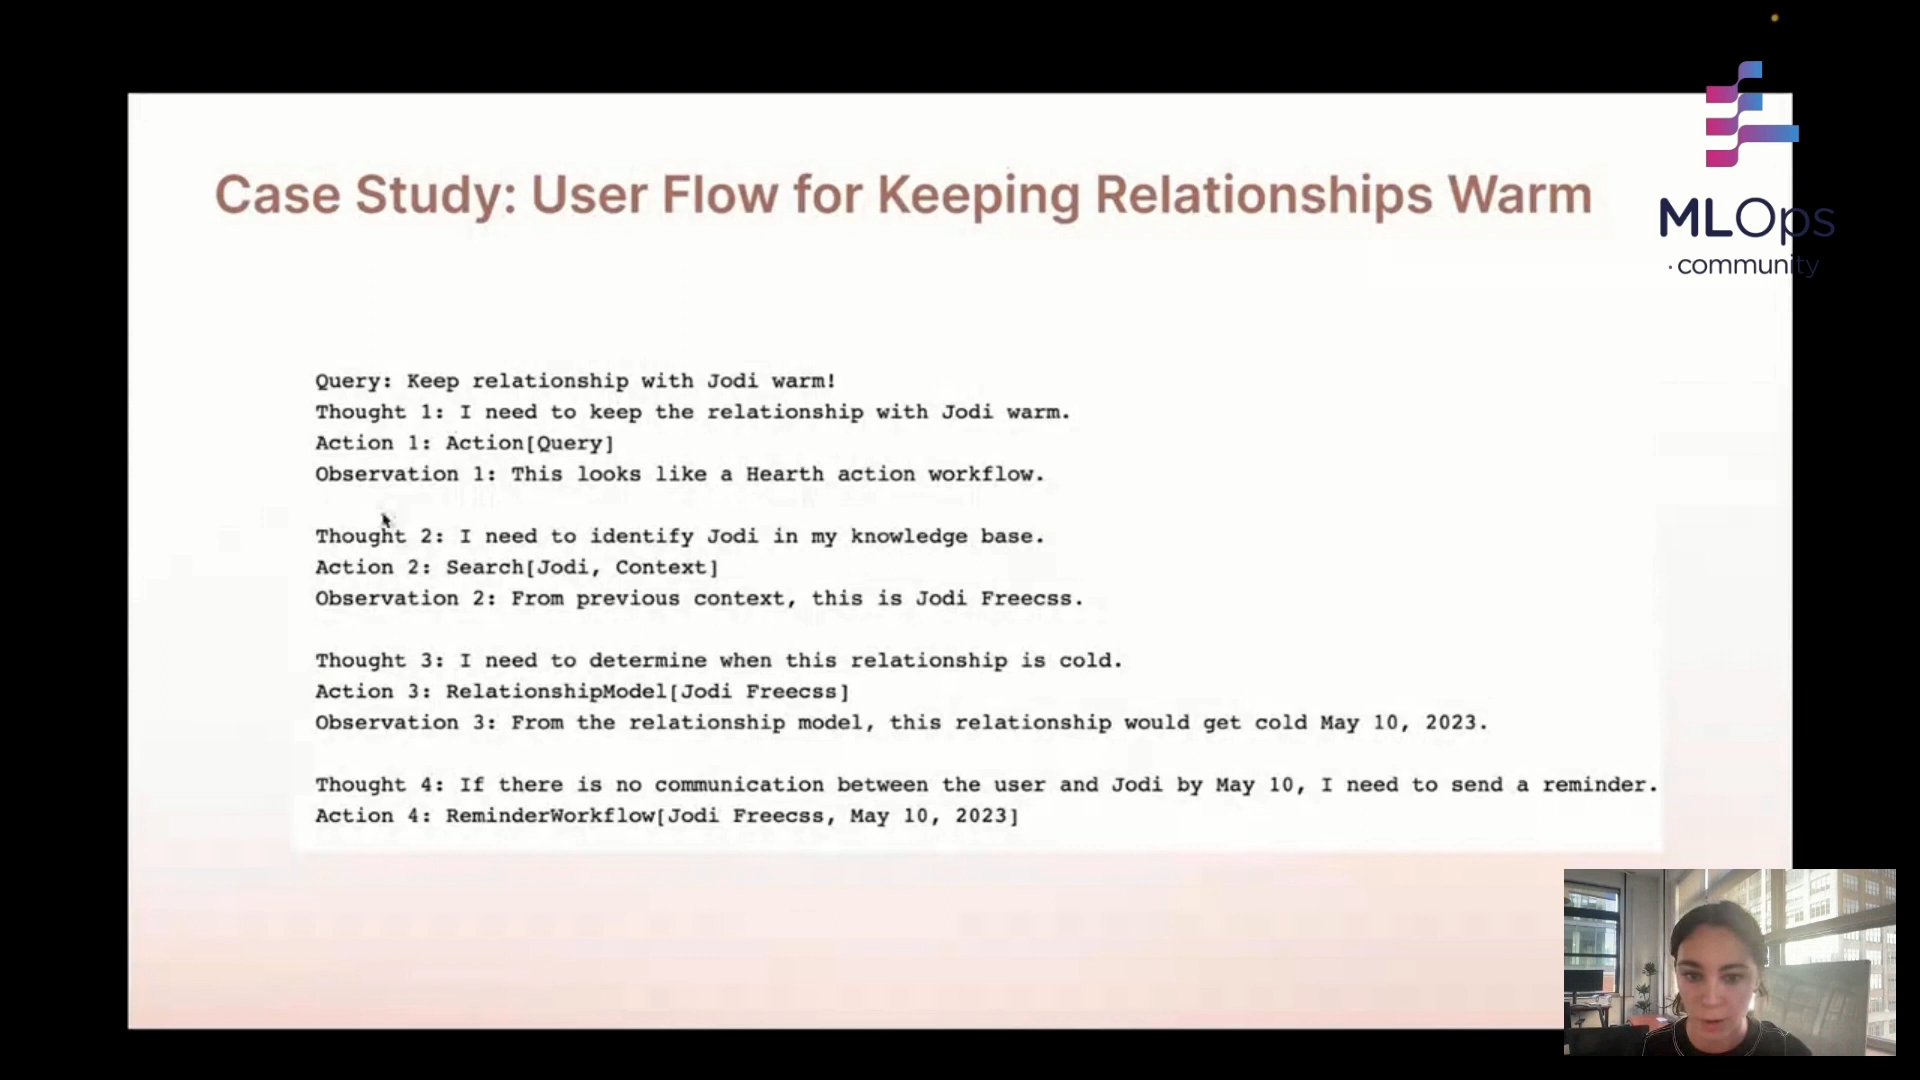 Case Study: User Flow for Keeping Relationships Warm
MLOps
community
Query: Keep relationship with Jodi warm!
Thought 1: I need to keep the relationship with Jodi warm.
Action 1: Action[Query]
Observation 1: This looks like a Hearth action workflow.
Thought 2: I need to identify Jodi in my knowledge base.
Action 2: Search[Jodi, Context]
Observation 2: From previous context, this is Jodi Freecss.
Thought 3: I need to determine when this relationship is cold.
Action 3: RelationshipModel[Jodi Freecss]
Observation 3: From the relationship model, this relationship would get cold May 10, 2023.
Thought 4: If there is no communication between the user and Jodi by May 10, I need to send a reminder.
Action 4: ReminderWorkflow[Jodi Freecss, May 10, 2023]